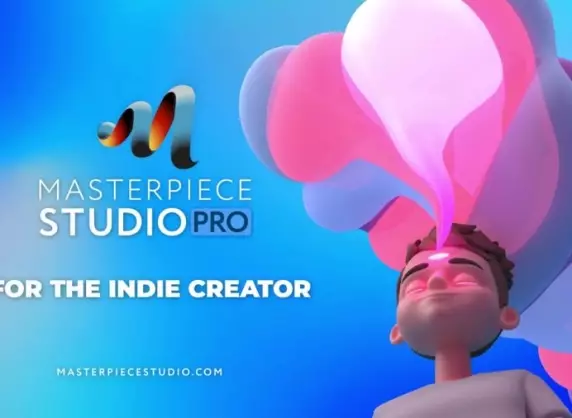 MASTERPIECE
STUDIO PRO
FOR THE INDIE CREATOR
MASTERPIECESTUDIO.COM